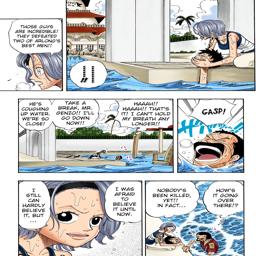 THOSE
GUYS ARE
INCREDIBLE!!
THEY DEFEATED
TWO OF ARLONG'S
BEST MEN!!
!!
HAAAH!!
HAAAH!! THAT'S
IT! I CAN'T HOLD
MY BREATH ANY
LONGER!!
TAKE A
BREAK, MR.
GENZO!! I'LL
GO DOWN
NOW!!
HE'S
COUGHING
UP WATER.
WE'RE SO
CLOSE!
GASP!
HOW'S IT
GOING
OVER
THERE!?
NOBODY'S
BEEN KILLED,
YET!!
IN FACT...
I WAS
AFRAID TO
BELIEVE IT
UNTIL NOW.
I STILL
CAN
HARDLY
BELIEVE IT,
BUT...